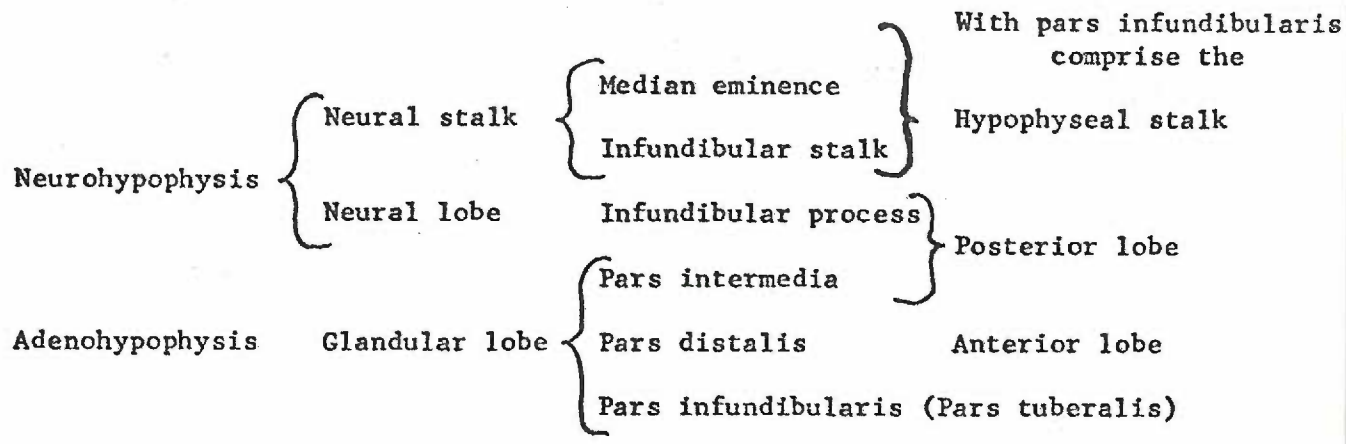 With pars infundibularis
comprise the
Neural stalk Median eminence Hypophyseal stalk
Infundibular stalk
Neurohypophysis
Neural lobe Infundibular process
Posterior lobe
Pars intermedia
Adenohypophysis Glandular lobe Pars distalis Anterior lobe
Pars infundibularis (Pars tuberalis)